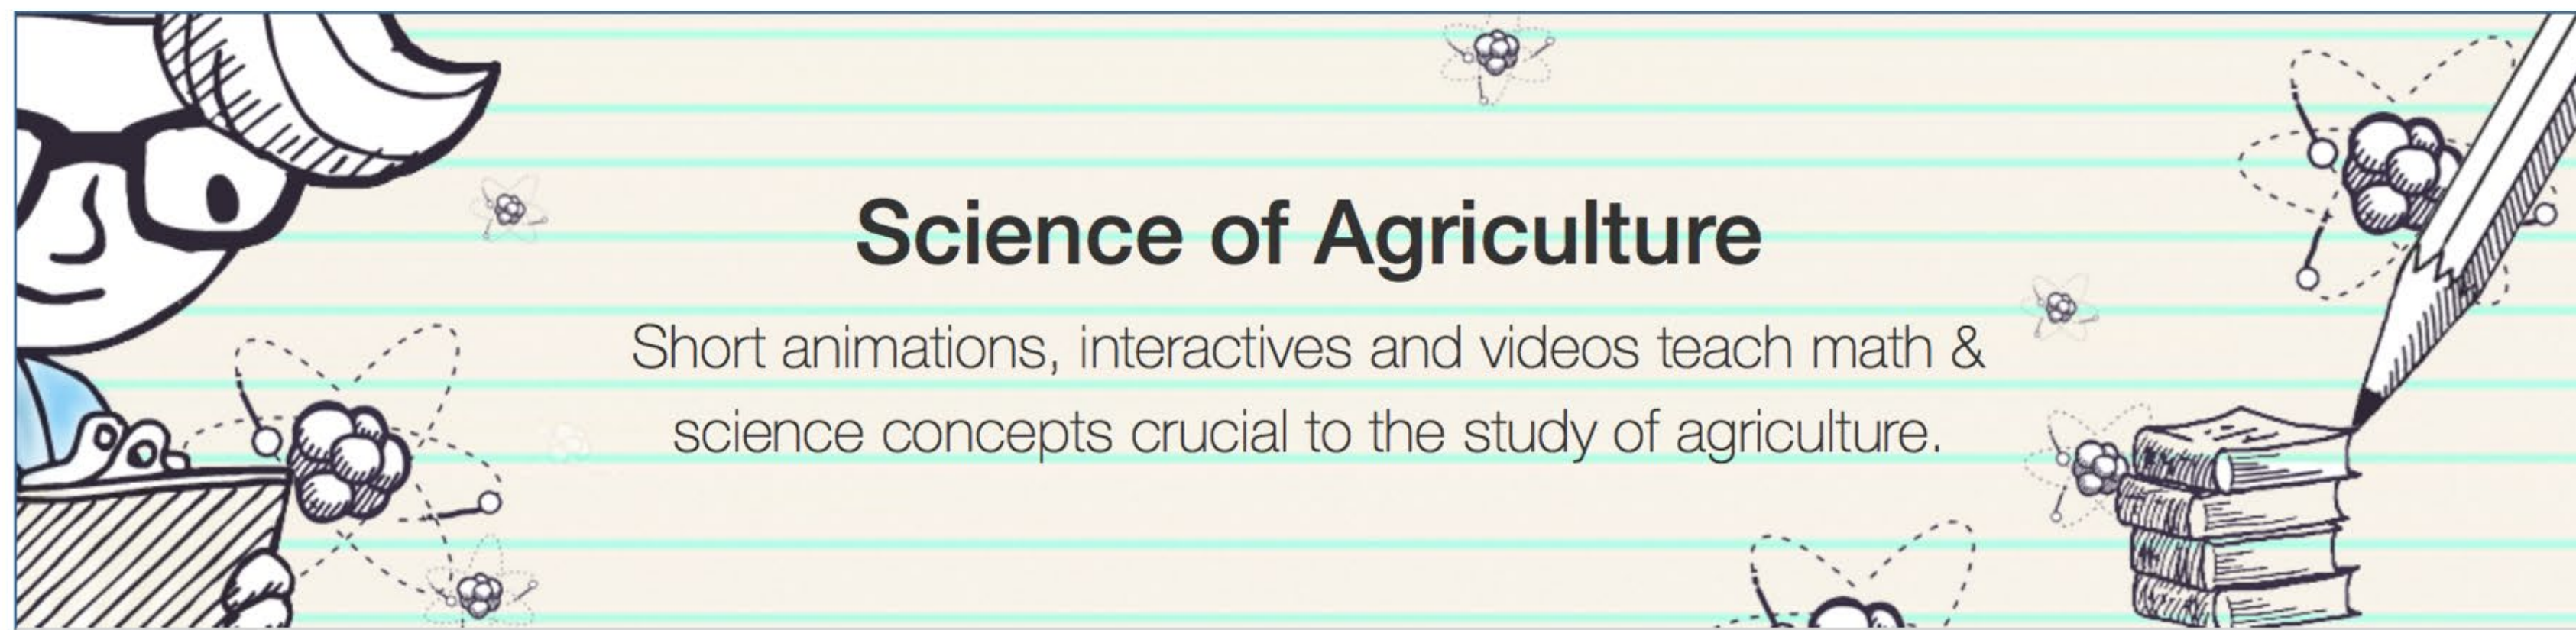 Science of Agriculture
Short animations, interactives and videos teach math &
science concepts crucial to the study of agriculture.